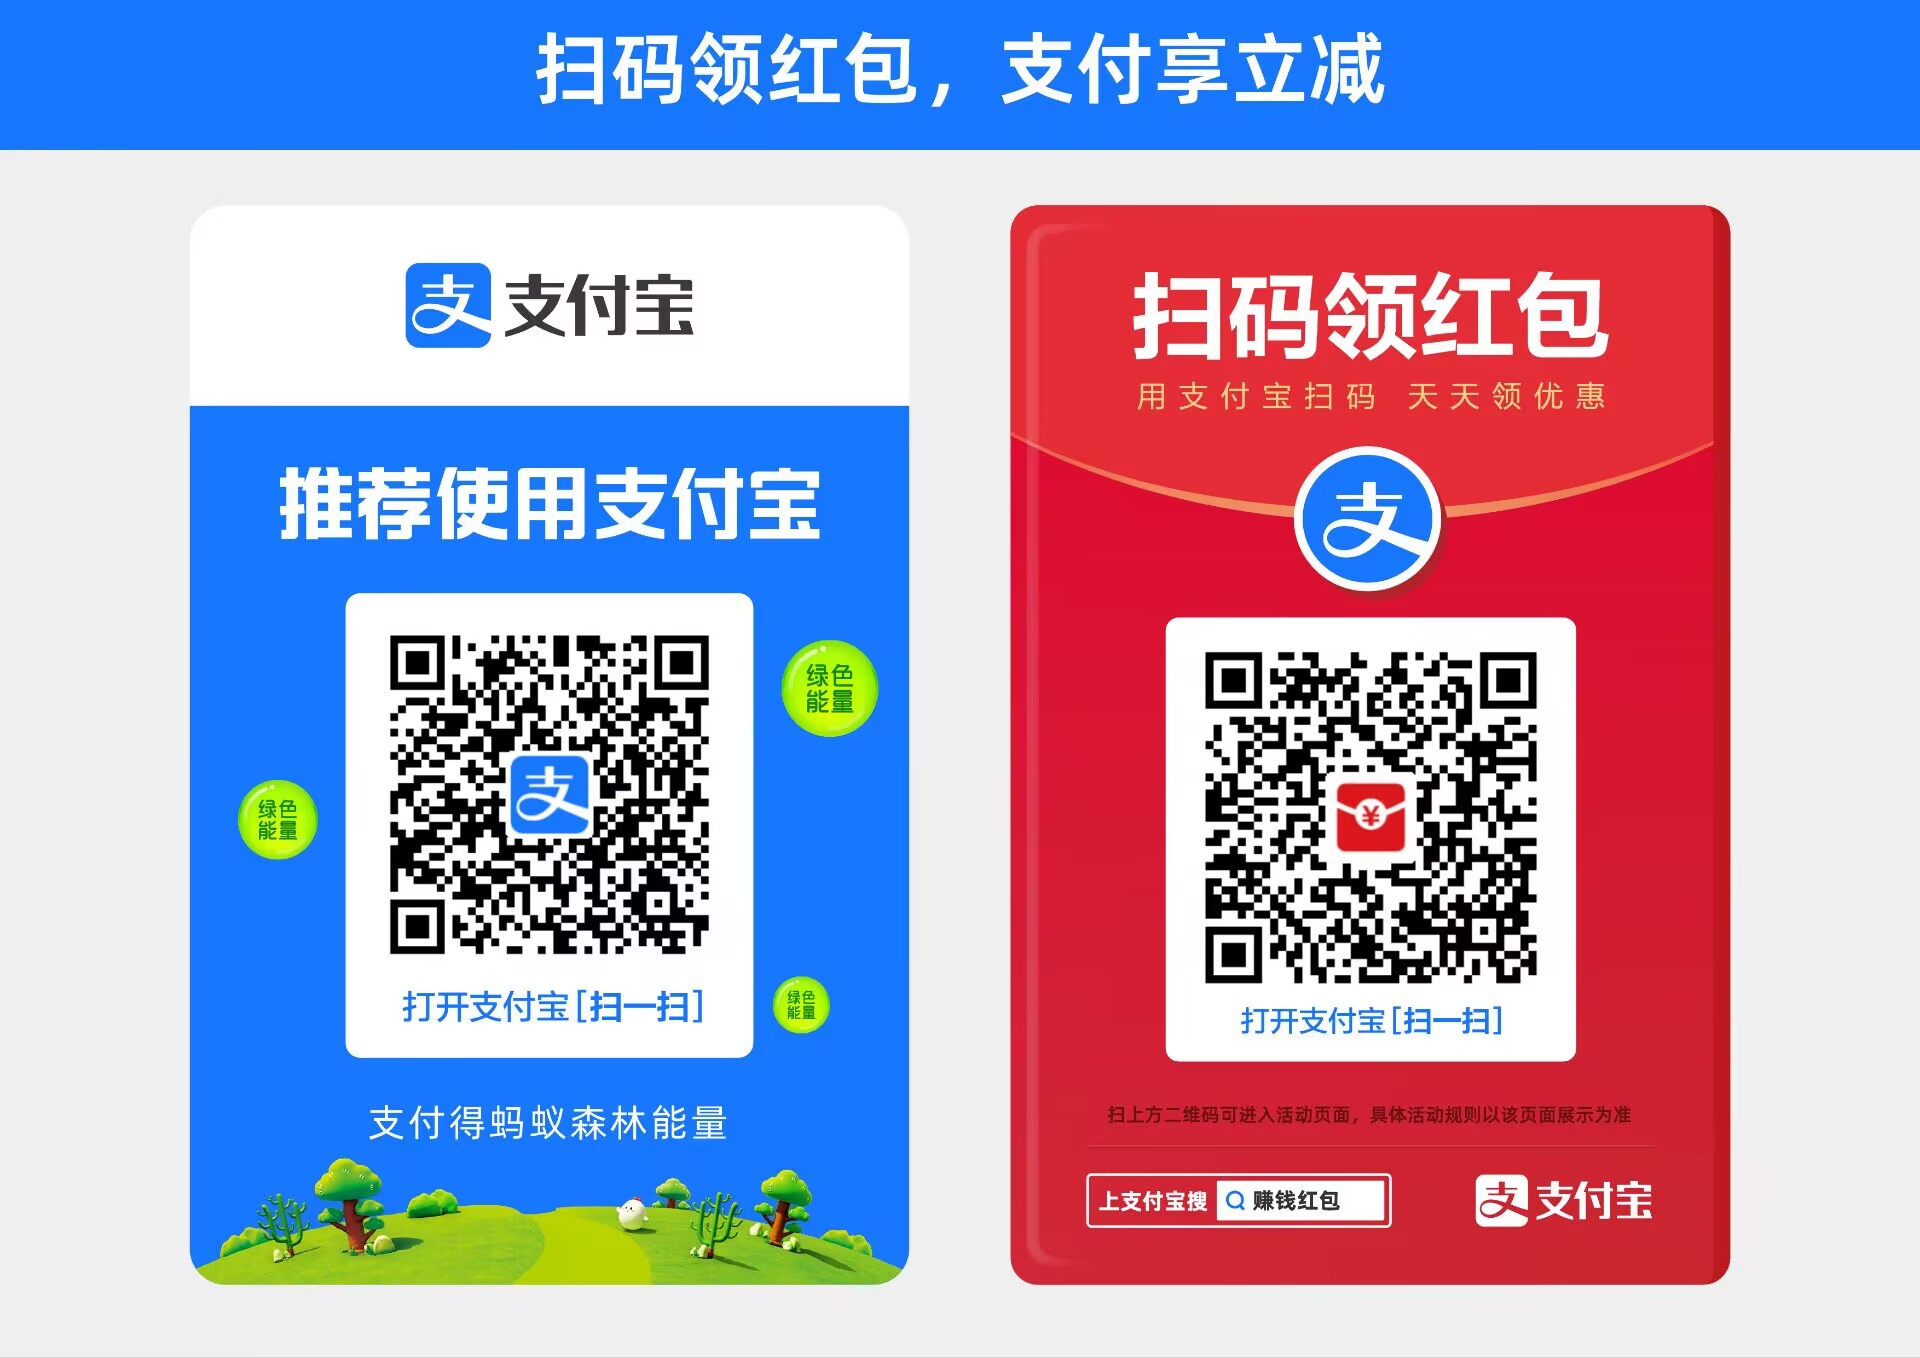 扫码领红包，支付享立减
支 支付宝
推荐使用支付宝
绿色
能量
绿色
能量
支
打开支付宝[扫一扫]
绿色
能量
支付得蚂蚁森林能量
扫码领红包
用支付宝扫码 天天领优惠
支
¥
打开支付宝[扫一扫]
扫上方二维码可进入活动页面，具体活动规则以该页面展示为准
上支付宝搜 赚钱红包
支 支付宝